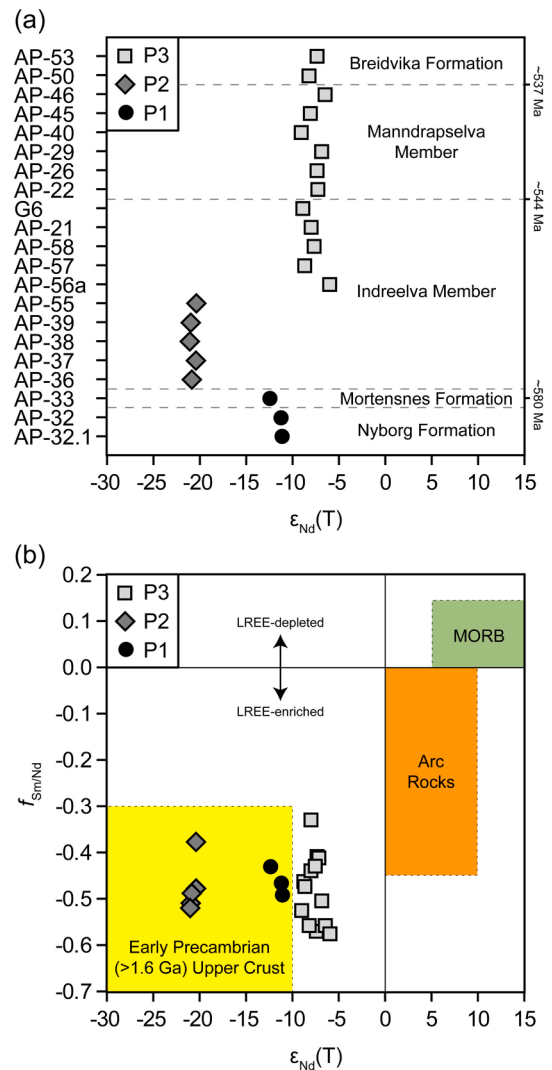 (a)
P3
P2
P1
AP-53
AP-50
AP-46
AP-45
AP-40
AP-29
AP-26
AP-22
G6
AP-21
AP-58
AP-57
AP-56a
AP-55
AP-39
AP-38
AP-37
AP-36
AP-33
AP-32
AP-32.1
Breidvika Formation
Manndrapselva
Member
Indreelva Member
Mortensnes Formation
Nyborg Formation
~537 Ma
~544 Ma
~580 Ma
-30 -25 -20 -15 -10 -5 0 5 10 15
εNd(T)
(b)
P3
P2
P1
LREE-depleted
LREE-enriched
MORB
Arc
Rocks
Early Precambrian
(>1.6 Ga) Upper Crust
fSm/Nd
0.2
0.1
0.0
-0.1
-0.2
-0.3
-0.4
-0.5
-0.6
-0.7
-30 -25 -20 -15 -10 -5 0 5 10 15
εNd(T)